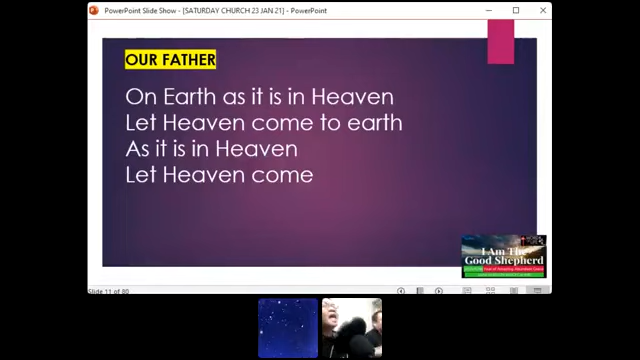 PowerPoint Slide Show - [SATURDAY CHURCH 23 JAN 21] - PowerPoint
OUR FATHER
On Earth as it is in Heaven
Let Heaven come to earth
As it is in Heaven
Let Heaven come
I Am The
Good Shepherd
Slide 11 of 80